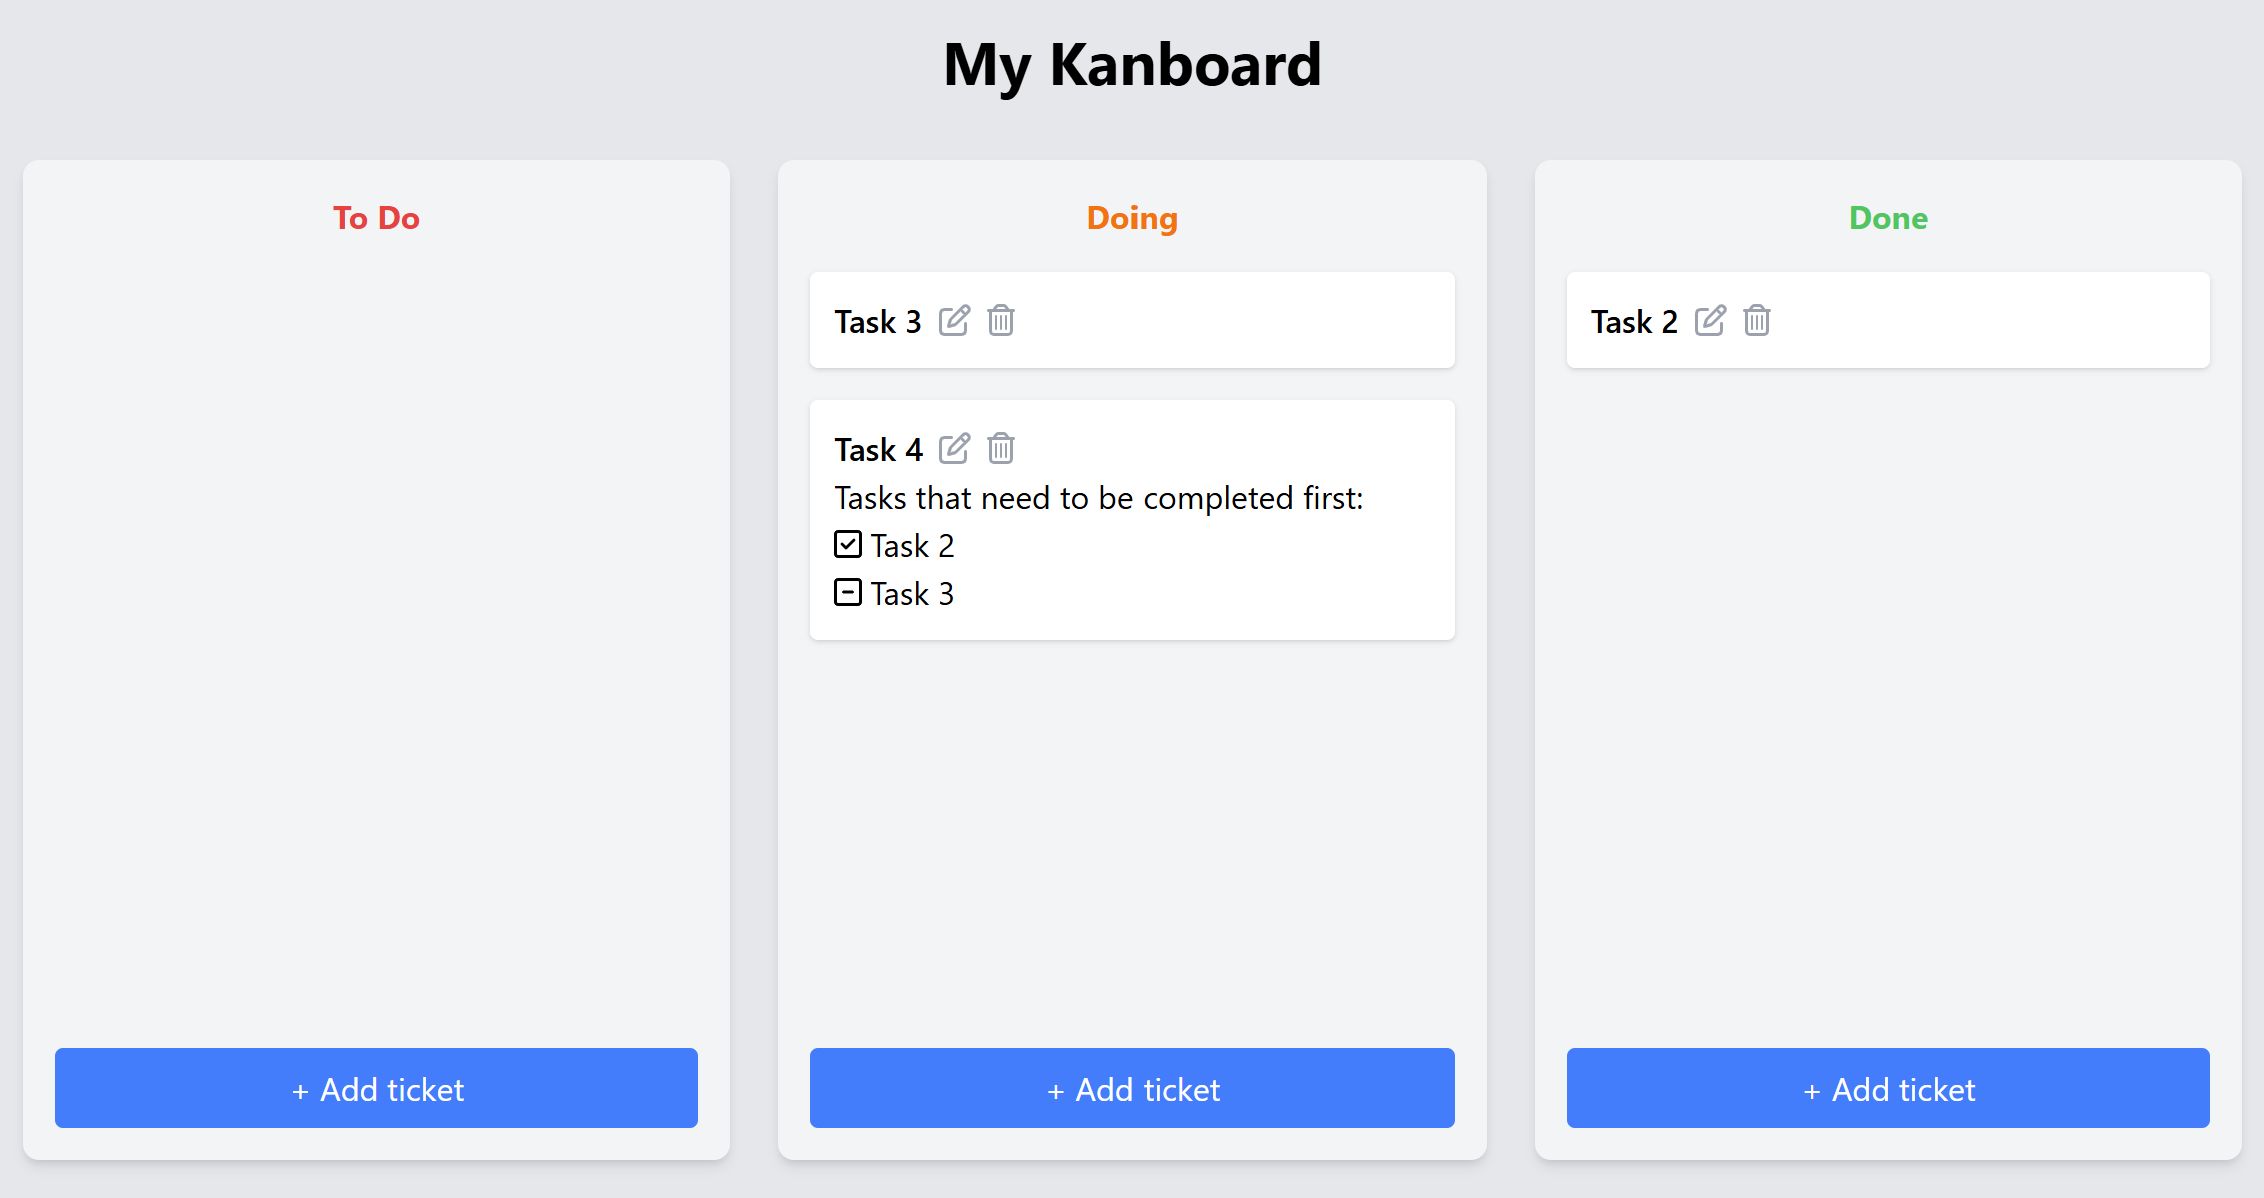 My Kanboard
To Do
+ Add ticket
Doing
Task 3
Task 4
Tasks that need to be completed first:
Task 2
Task 3
+ Add ticket
Done
Task 2
+ Add ticket